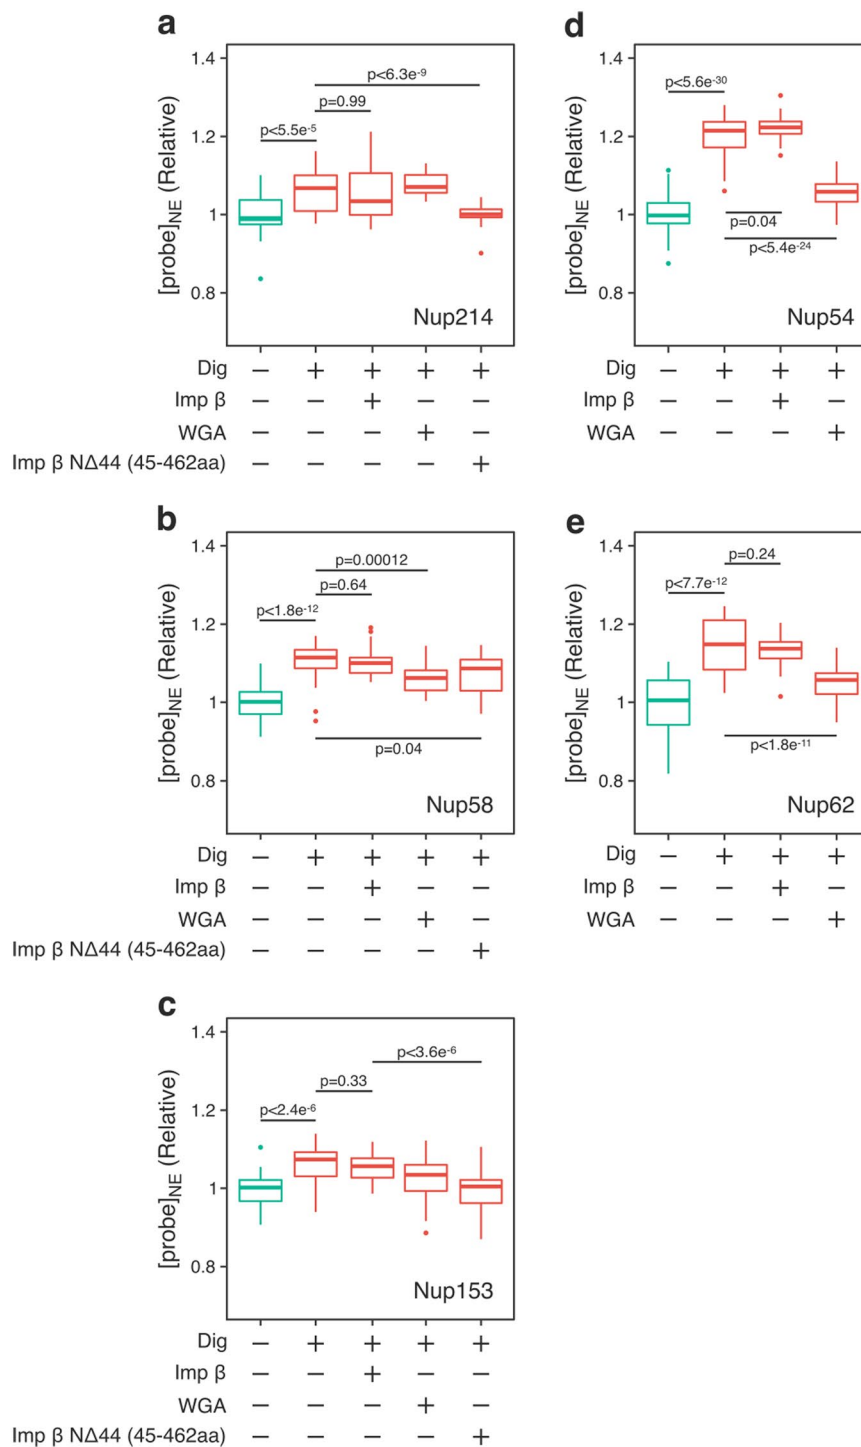 a
[probe]NE (Relative)
1.4
1.2
1
0.8
p<5.5e-5
p=0.99
p<6.3e-9
Nup214
Dig – + + + +
Imp β – – + – –
WGA – – – + –
Imp β NΔ44 (45-462aa) – – – – +
b
[probe]NE (Relative)
1.4
1.2
1
0.8
p<1.8e-12
p=0.64
p=0.00012
p=0.04
Nup58
Dig – + + + +
Imp β – – + – –
WGA – – – + –
Imp β NΔ44 (45-462aa) – – – – +
c
[probe]NE (Relative)
1.4
1.2
1
0.8
p<2.4e-6
p=0.33
p<3.6e-6
Nup153
Dig – + + + +
Imp β – – + – –
WGA – – – + –
Imp β NΔ44 (45-462aa) – – – – +
d
[probe]NE (Relative)
1.4
1.2
1
0.8
p<5.6e-30
p=0.04
p<5.4e-24
Nup54
Dig – + + +
Imp β – – + –
WGA – – – +
e
[probe]NE (Relative)
1.4
1.2
1
0.8
p<7.7e-12
p=0.24
p<1.8e-11
Nup62
Dig – + + +
Imp β – – + –
WGA – – – +